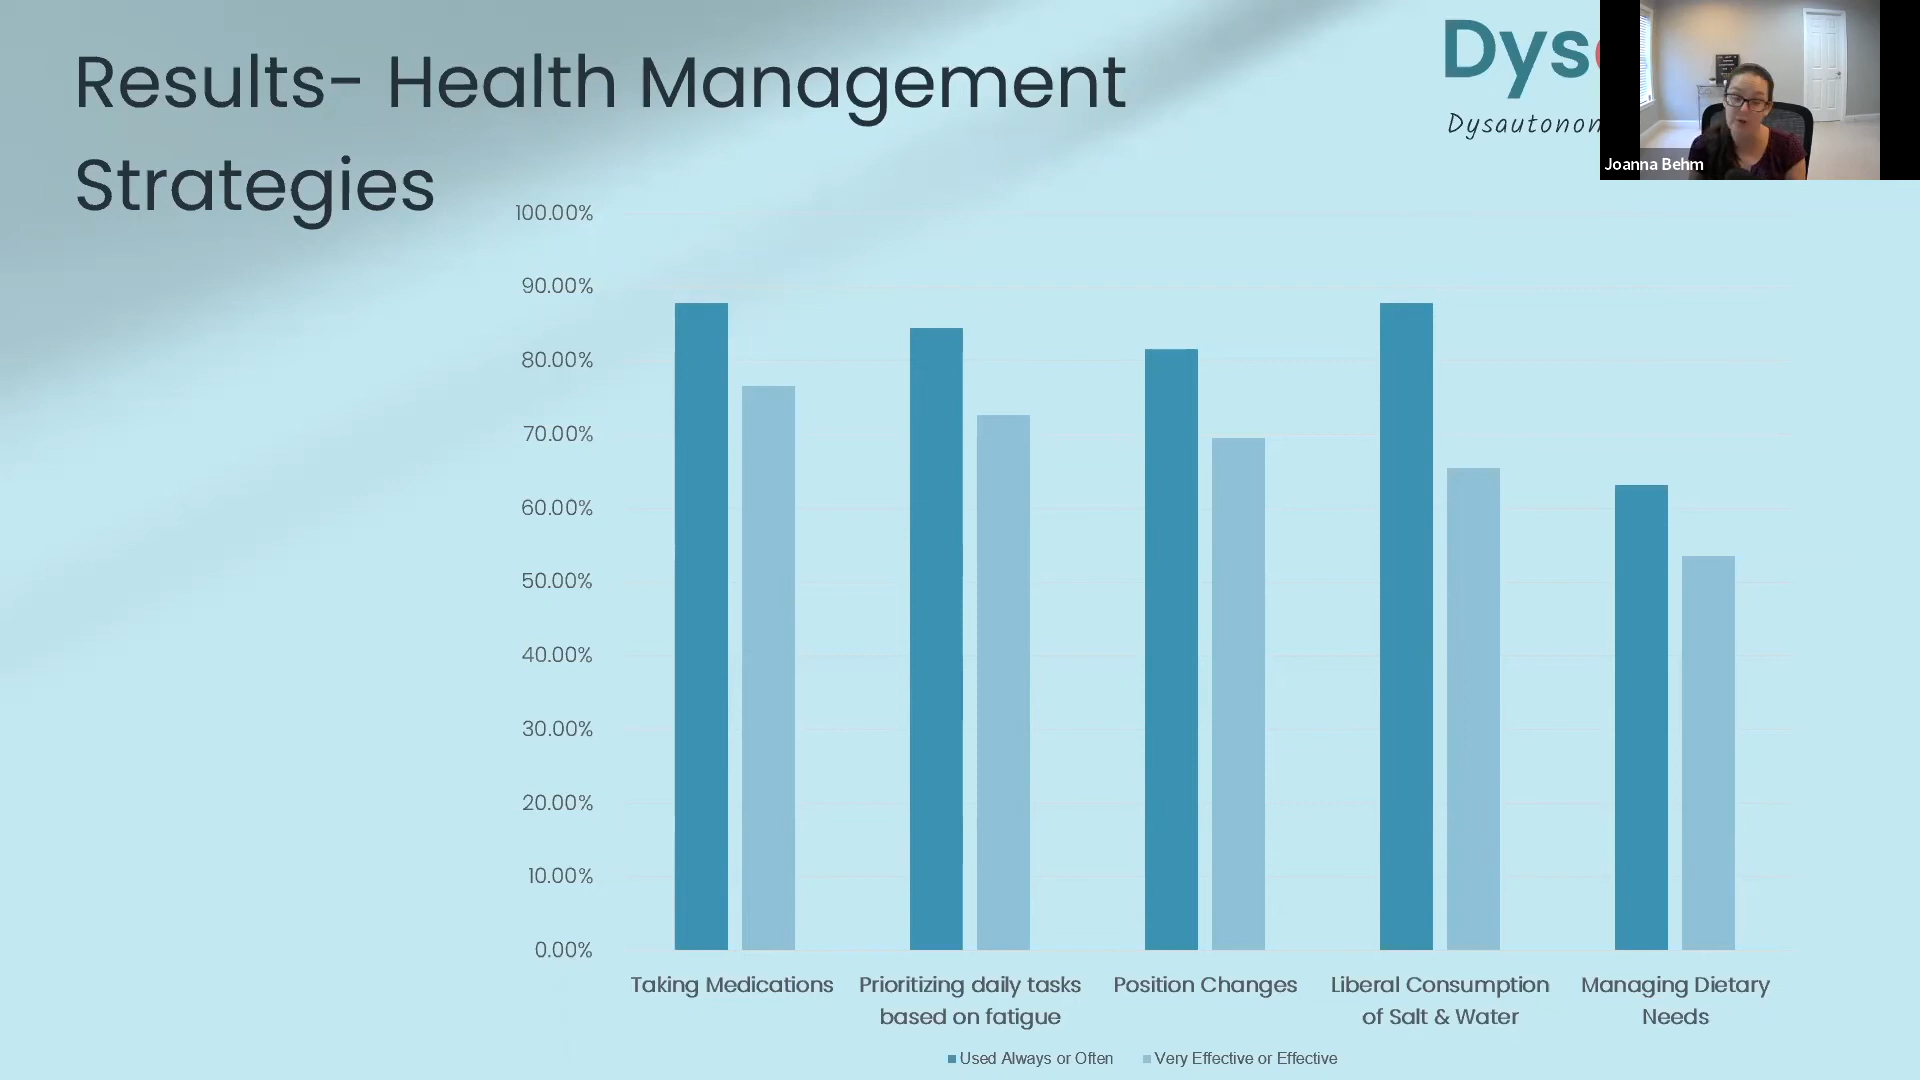 Results- Health Management
Strategies
Dys
Dysautonom
Joanna Behm
100.00%
90.00%
80.00%
70.00%
60.00%
50.00%
40.00%
30.00%
20.00%
10.00%
0.00%
Taking Medications
Prioritizing daily tasks
based on fatigue
Position Changes
Liberal Consumption
of Salt & Water
Managing Dietary
Needs
Used Always or Often
Very Effective or Effective